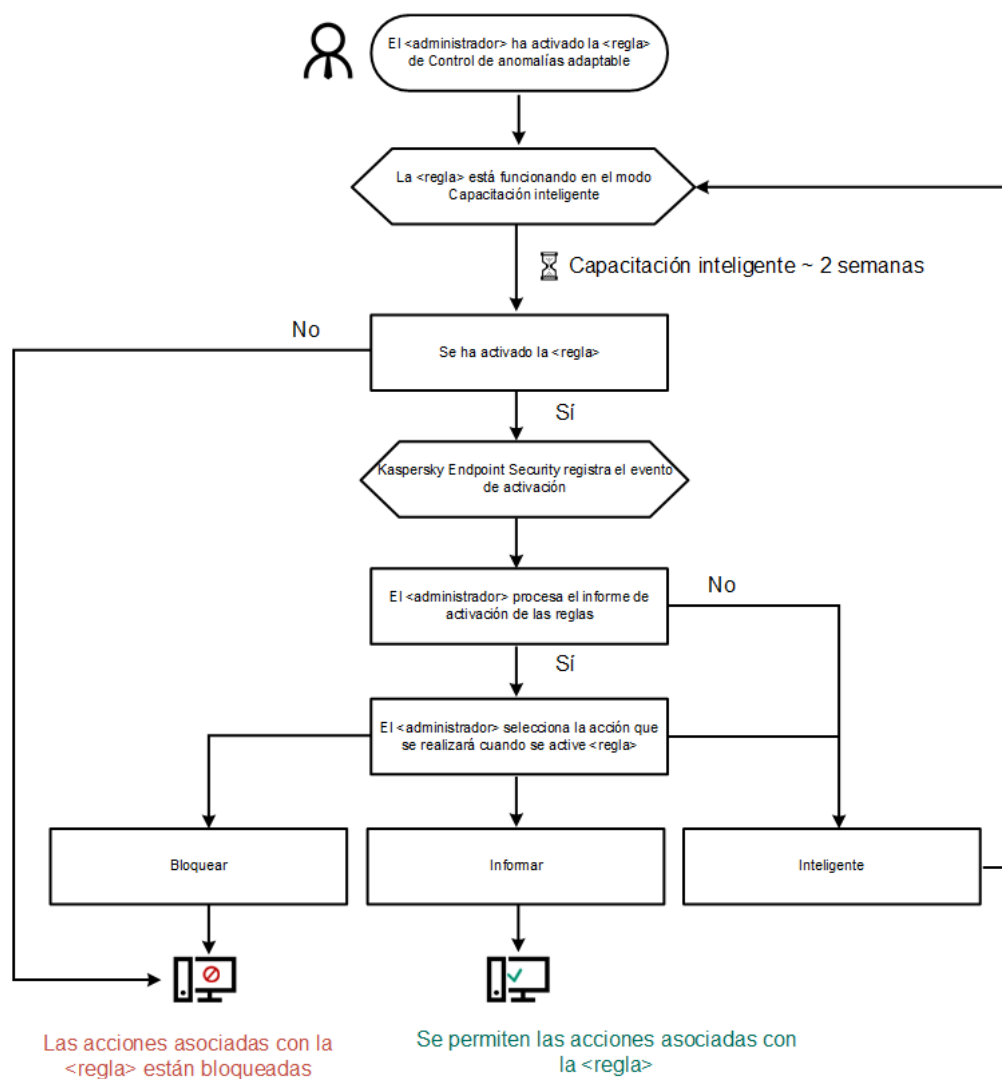 El <administrador> ha activado la <regla>
de Control de anomalías adaptable
La <regla> está funcionando en el modo
Capacitación inteligente
Capacitación inteligente ~ 2 semanas
No
Se ha activado la <regla>
Sí
Kaspersky Endpoint Security registra el evento
de activación
El <administrador> procesa el informe de
activación de las reglas
No
Sí
El <administrador> selecciona la acción que
se realizará cuando se active <regla>
Bloquear
Informar
Inteligente
Las acciones asociadas con la
<regla> están bloqueadas
Se permiten las acciones asociadas con
la <regla>